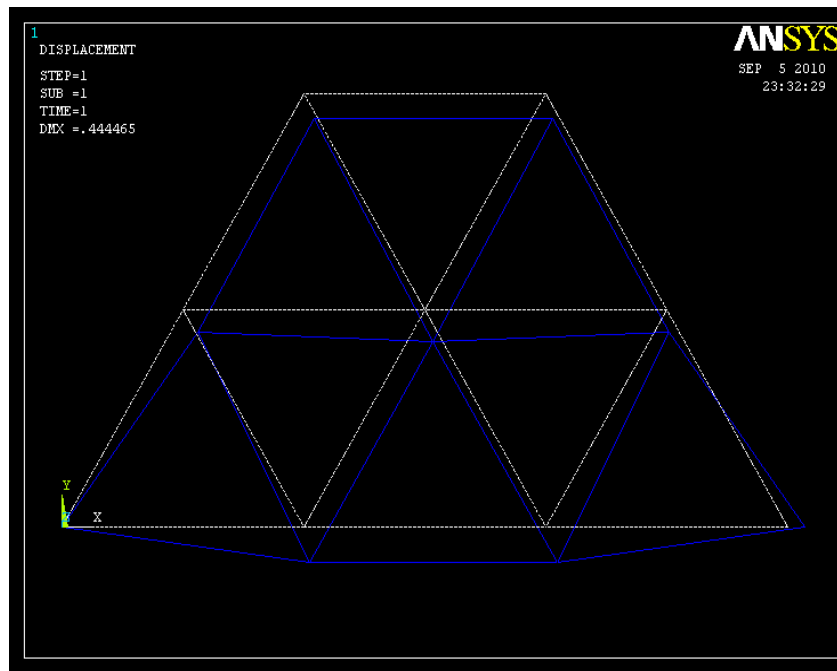 1
DISPLACEMENT
STEP=1
SUB =1
TIME=1
DMX =.444465
ANSYS
SEP 5 2010
23:32:29
Y
Z X